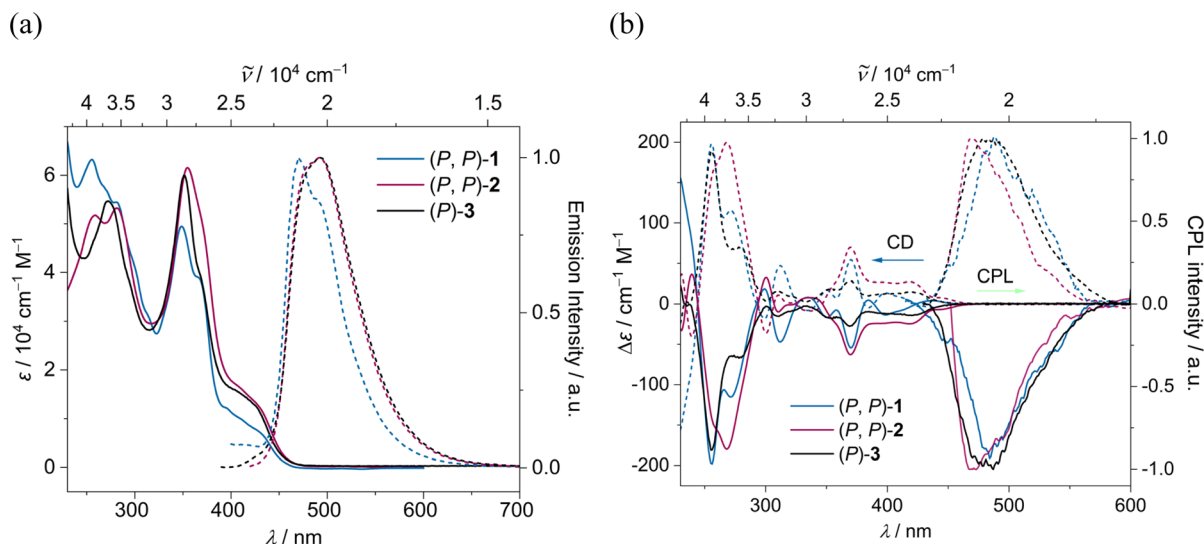 (a)
ν̃ / 10⁴ cm⁻¹
4 3.5 3 2.5 2 1.5
6
4
2
0
ε / 10⁴ cm⁻¹ M⁻¹
(P, P)-1
(P, P)-2
(P)-3
1.0
0.5
0.0
Emission Intensity / a.u.
300 400 500 600 700
λ / nm
(b)
ν̃ / 10⁴ cm⁻¹
4 3.5 3 2.5 2
200
100
0
-100
-200
Δε / cm⁻¹ M⁻¹
CD
CPL
(P, P)-1
(P, P)-2
(P)-3
1.0
0.5
0.0
-0.5
-1.0
CPL intensity / a.u.
300 400 500 600
λ / nm